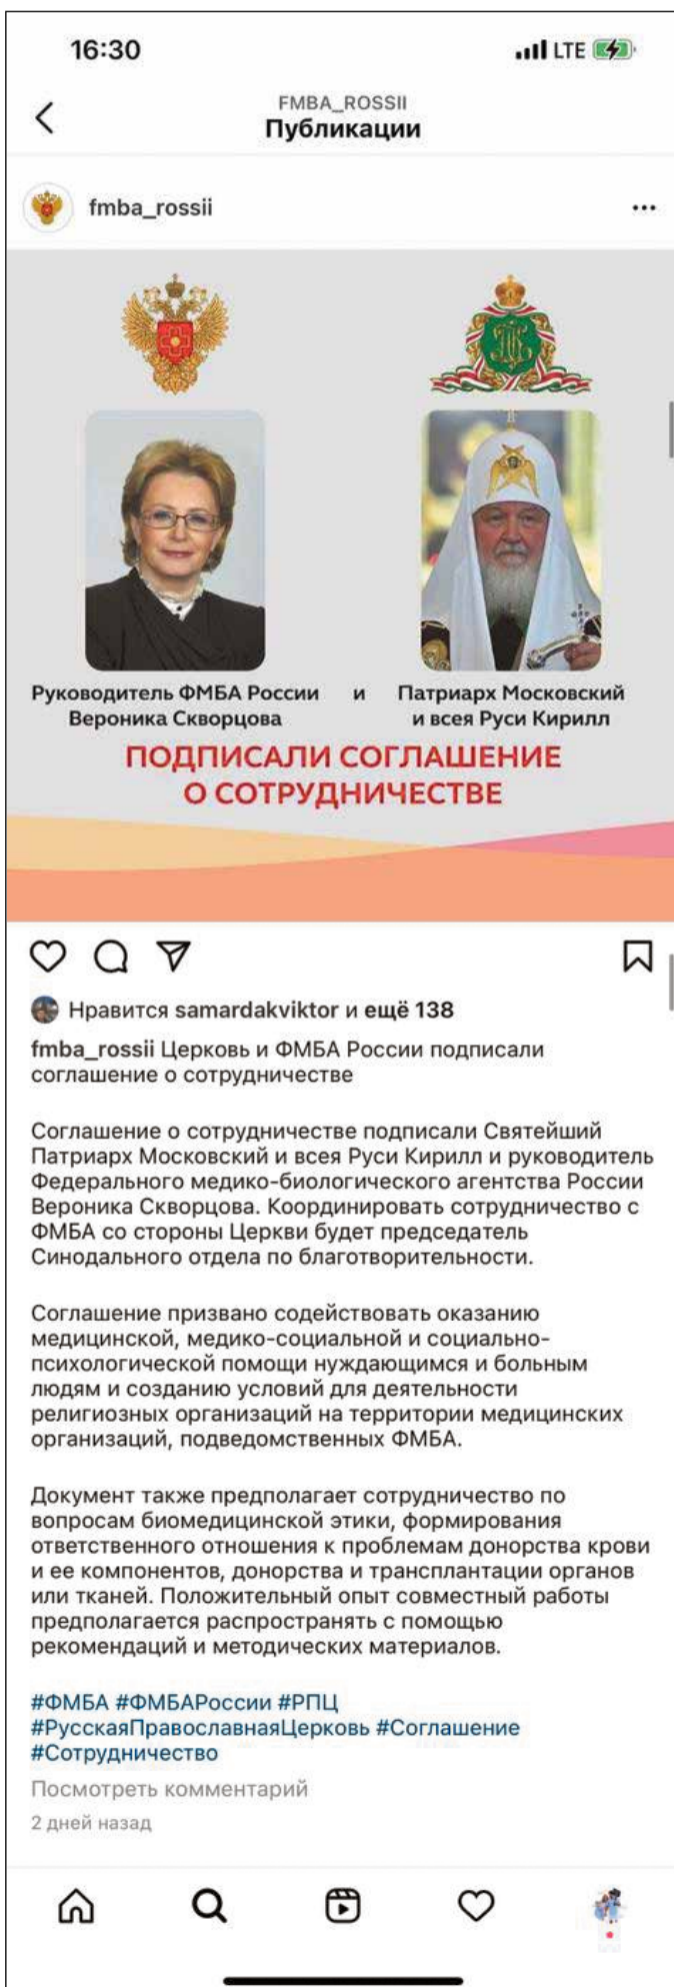 16:30
LTE
FMBA_ROSSII
Публикации
fmba_rossii
Руководитель ФМБА России
Вероника Скворцова
и
Патриарх Московский
и всея Руси Кирилл
ПОДПИСАЛИ СОГЛАШЕНИЕ
О СОТРУДНИЧЕСТВЕ
Нравится samardakviktor и ещё 138
fmba_rossii Церковь и ФМБА России подписали
соглашение о сотрудничестве
Соглашение о сотрудничестве подписали Святейший
Патриарх Московский и всея Руси Кирилл и руководитель
Федерального медико-биологического агентства России
Вероника Скворцова. Координировать сотрудничество с
ФМБА со стороны Церкви будет председатель
Синодального отдела по благотворительности.
Соглашение призвано содействовать оказанию
медицинской, медико-социальной и социально-
психологической помощи нуждающимся и больным
людям и созданию условий для деятельности
религиозных организаций на территории медицинских
организаций, подведомственных ФМБА.
Документ также предполагает сотрудничество по
вопросам биомедицинской этики, формирования
ответственного отношения к проблемам донорства крови
и ее компонентов, донорства и трансплантации органов
или тканей. Положительный опыт совместный работы
предполагается распространять с помощью
рекомендаций и методических материалов.
#ФМБА #ФМБАРоссии #РПЦ
#РусскаяПравославнаяЦерковь #Соглашение
#Сотрудничество
Посмотреть комментарий
2 дней назад